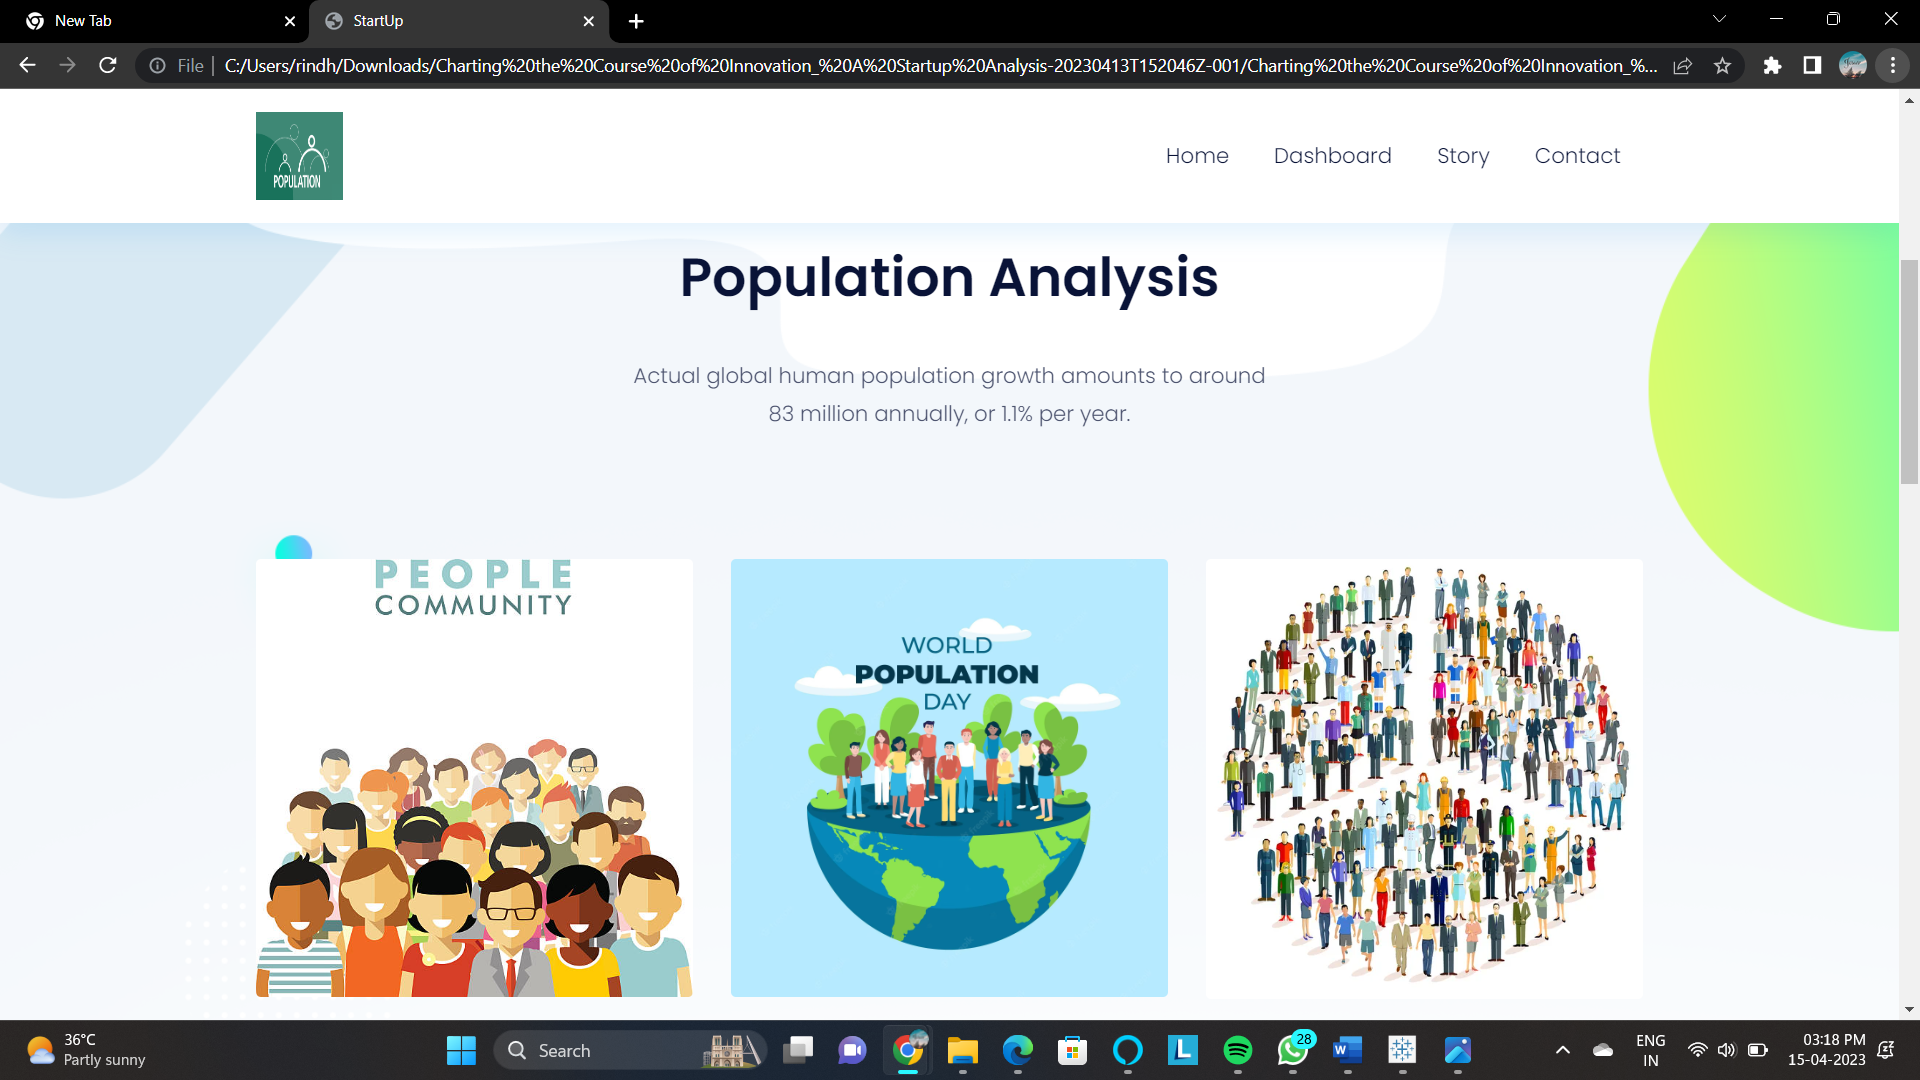 New Tab
StartUp
File
C:/Users/rindh/Downloads/Charting%20the%20Course%20of%20Innovation_%20A%20Startup%20Analysis-20230413T152046Z-001/Charting%20the%20Course%20of%20Innovation_%...
POPULATION
Home
Dashboard
Story
Contact
Population Analysis
Actual global human population growth amounts to around
83 million annually, or 1.1% per year.
PEOPLE
COMMUNITY
WORLD
POPULATION
DAY
36°C
Partly sunny
Search
28
ENG
IN
03:18 PM
15-04-2023